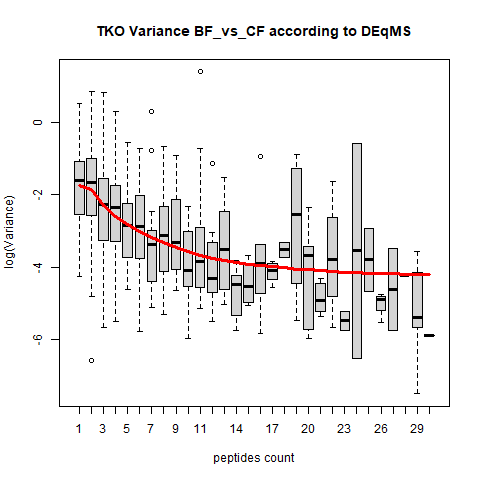 TKO Variance BF_vs_CF according to DEqMS
log(Variance)
0
-2
-4
-6
1 3 5 7 9 11 14 17 20 23 26 29
peptides count